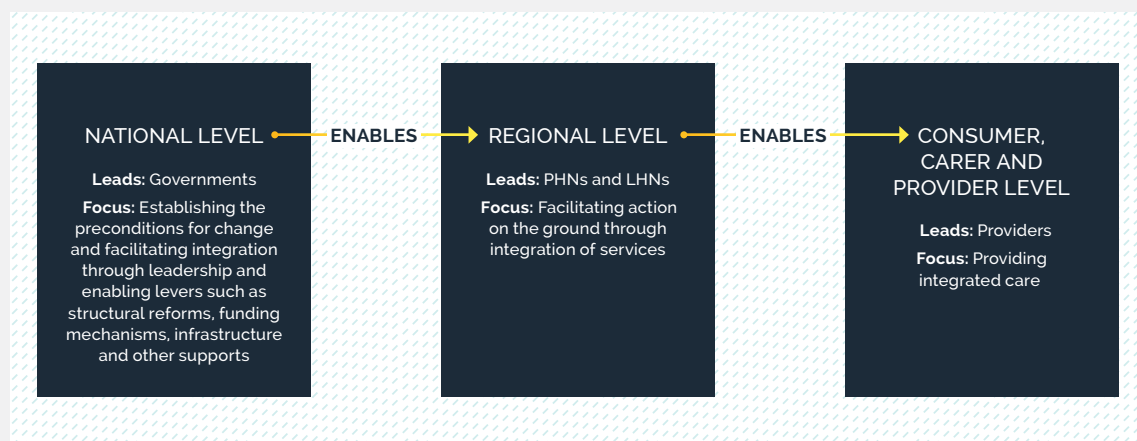 NATIONAL LEVEL
Leads: Governments
Focus: Establishing the
preconditions for change
and facilitating integration
through leadership and
enabling levers such as
structural reforms, funding
mechanisms, infrastructure
and other supports
ENABLES
REGIONAL LEVEL
Leads: PHNs and LHNs
Focus: Facilitating action
on the ground through
integration of services
ENABLES
CONSUMER,
CARER AND
PROVIDER LEVEL
Leads: Providers
Focus: Providing
integrated care